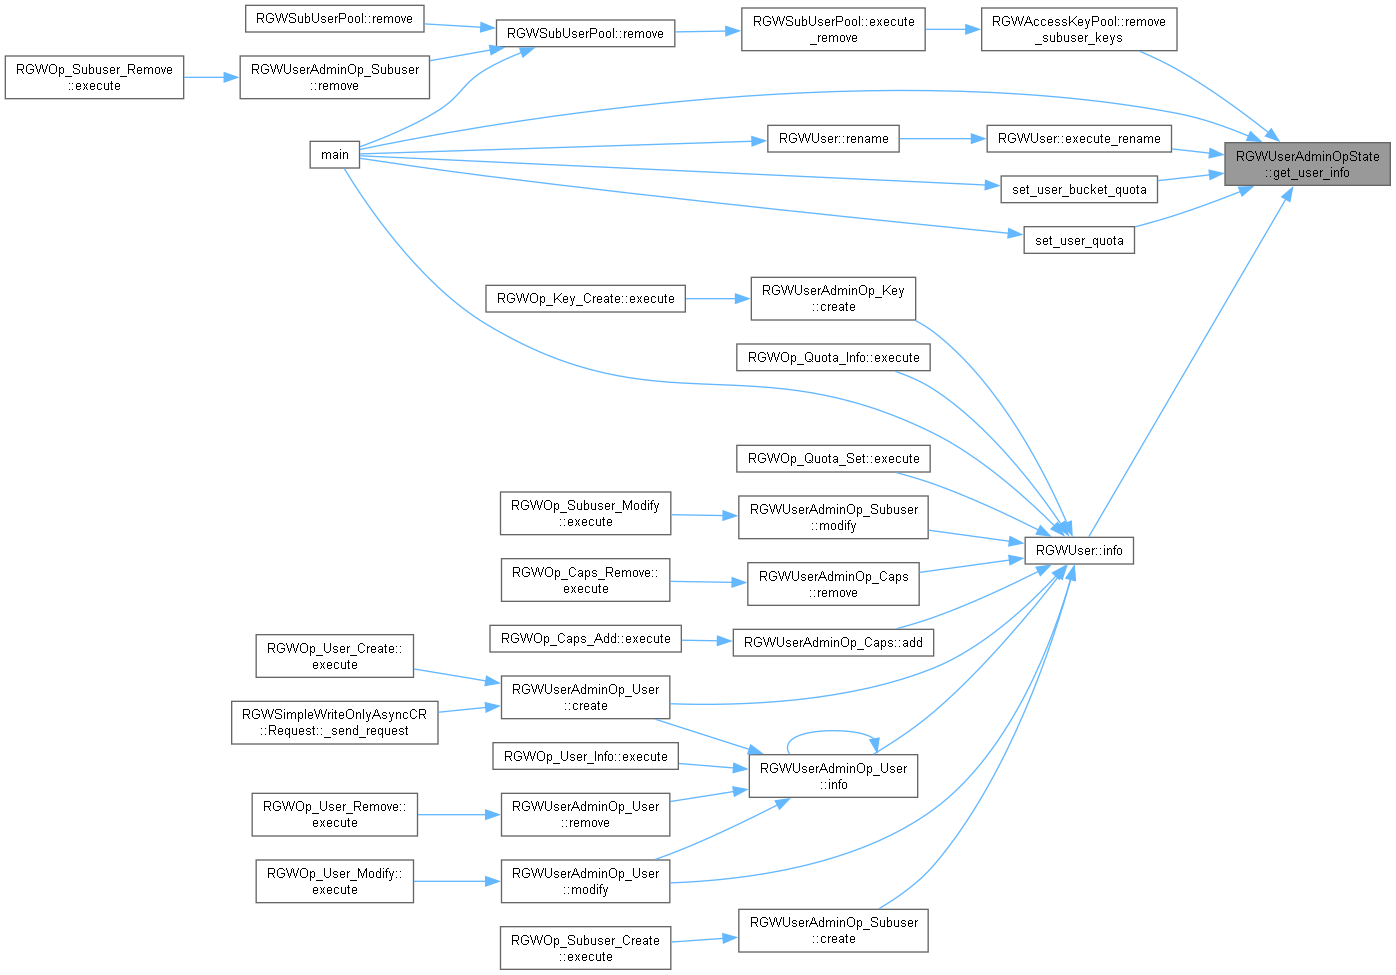 RGWSubUserPool::remove
RGWSubUserPool::remove
RGWSubUserPool::execute
_remove
RGWAccessKeyPool::remove
_subuser_keys
RGWOp_Subuser_Remove
::execute
RGWUserAdminOp_Subuser
::remove
main
RGWUser::rename
RGWUser::execute_rename
RGWUserAdminOpState
::get_user_info
set_user_bucket_quota
set_user_quota
RGWOp_Key_Create::execute
RGWUserAdminOp_Key
::create
RGWOp_Quota_Info::execute
RGWOp_Quota_Set::execute
RGWOp_Subuser_Modify
::execute
RGWUserAdminOp_Subuser
::modify
RGWUser::info
RGWOp_Caps_Remove::
execute
RGWUserAdminOp_Caps
::remove
RGWOp_Caps_Add::execute
RGWUserAdminOp_Caps::add
RGWOp_User_Create::
execute
RGWUserAdminOp_User
::create
RGWSimpleWriteOnlyAsyncCR
::Request::_send_request
RGWOp_User_Info::execute
RGWUserAdminOp_User
::info
RGWOp_User_Remove::
execute
RGWUserAdminOp_User
::remove
RGWOp_User_Modify::
execute
RGWUserAdminOp_User
::modify
RGWOp_Subuser_Create
::execute
RGWUserAdminOp_Subuser
::create